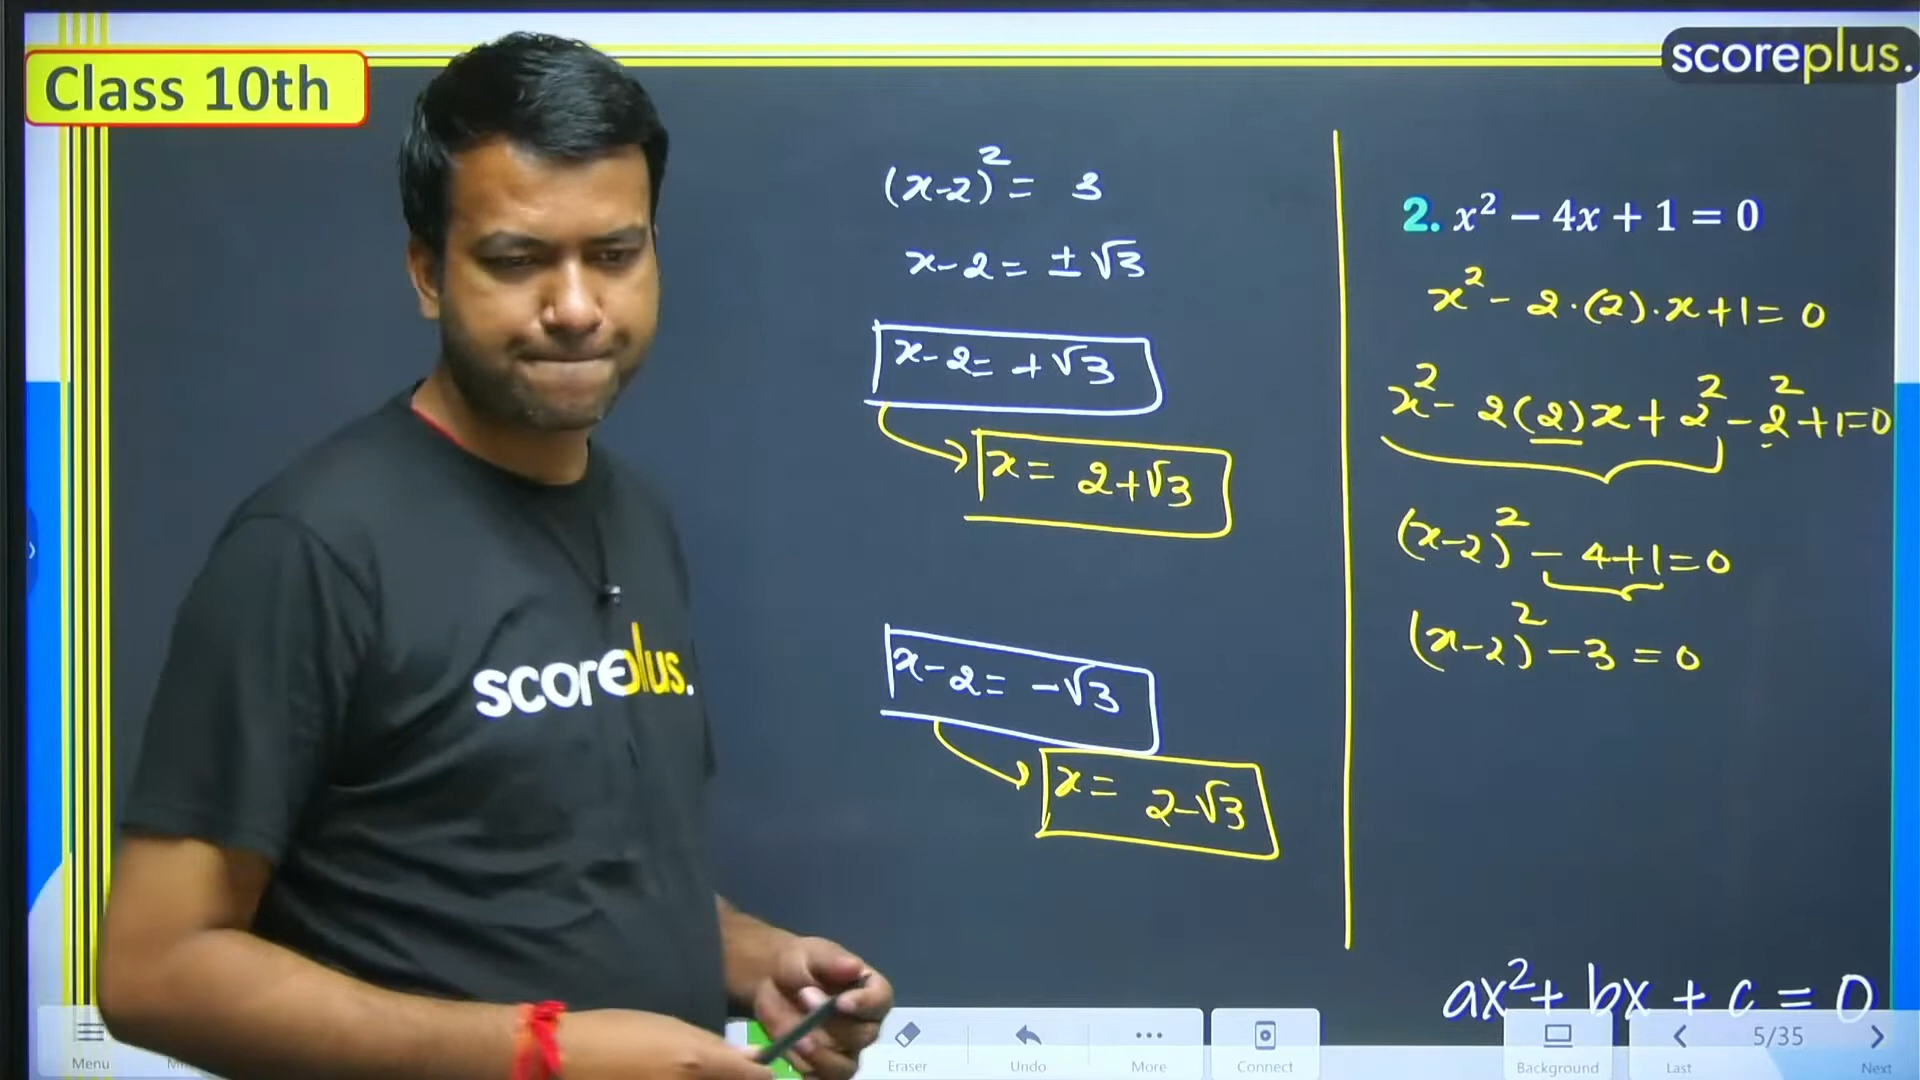 Class 10th
scoreplus.
(x-2)² = 3
x-2 = ±√3
x-2 = +√3
x = 2+√3
x-2 = -√3
x = 2-√3
2. x² − 4x + 1 = 0
x² - 2·(2)·x + 1 = 0
x² - 2(2)x + 2² - 2² + 1 = 0
(x-2)² - 4+1 = 0
(x-2)² - 3 = 0
ax² + bx + c = 0
scoreplus.
Menu
Eraser
Undo
More
Connect
Background
Last
5/35
Next